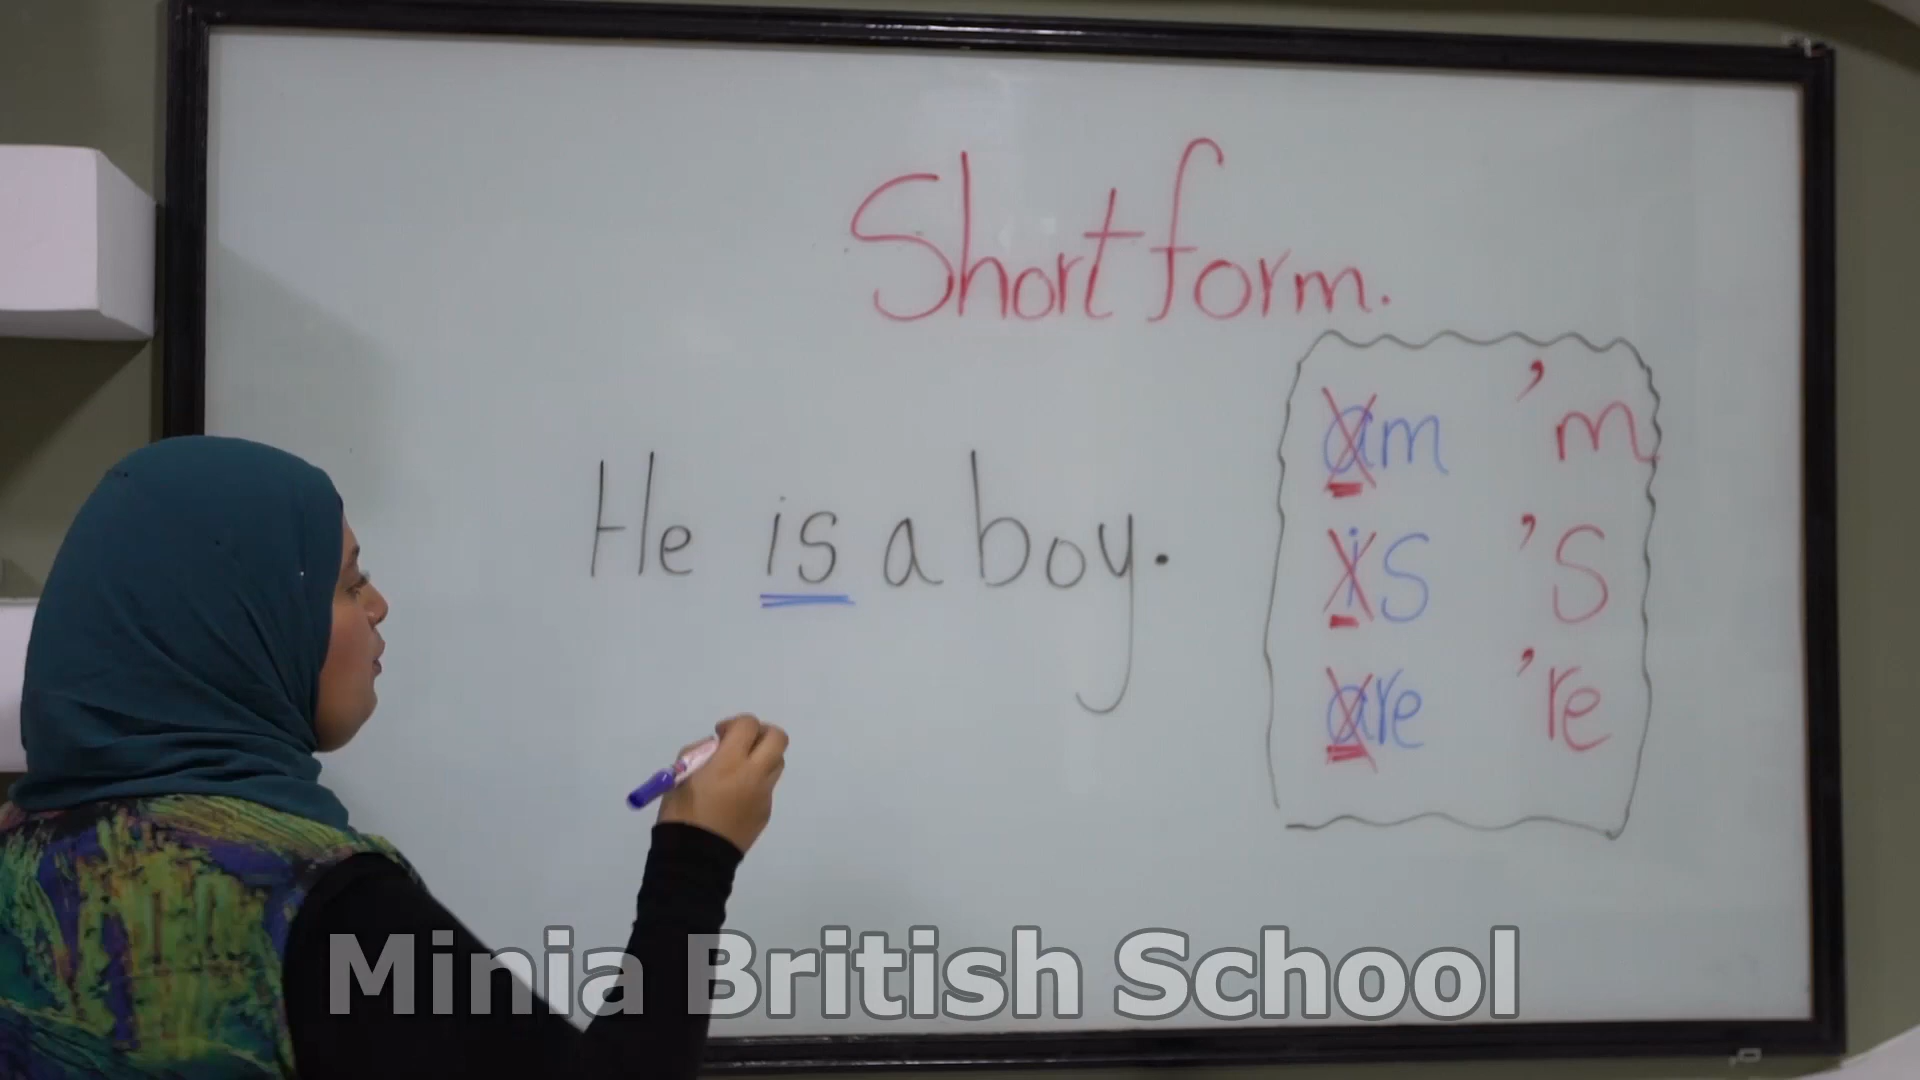 Short form.
am 'm
He is a boy.
is 's
are 're
Minia British School